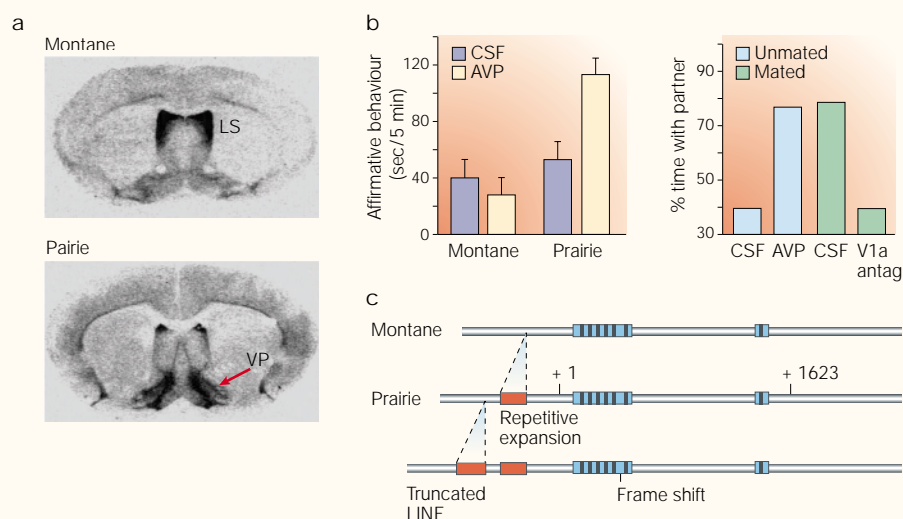 a
Montane
LS
Pairie
VP
b
Affirmative behaviour
(sec/5 min)
120
80
40
0
CSF
AVP
Montane
Prairie
% time with partner
90
70
50
30
Unmated
Mated
CSF
AVP
CSF
V1a
antag
c
Montane
+ 1
+ 1623
Prairie
Repetitive
expansion
Frame shift
Truncated
LINE